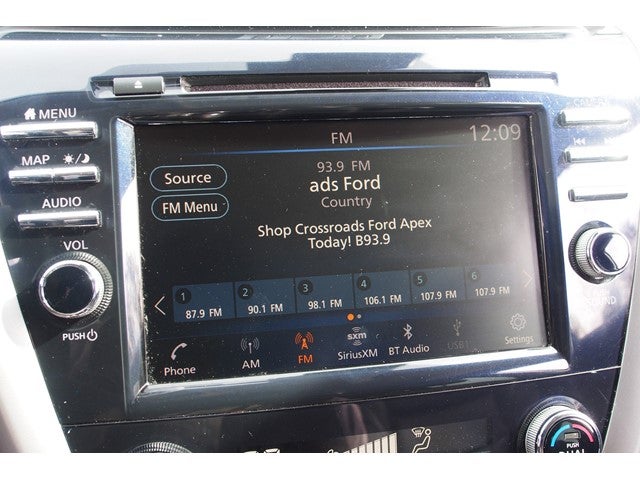 MENU
MAP
AUDIO
VOL
PUSH
FM
12:09
93.9 FM
ads Ford
Country
Source
FM Menu
Shop Crossroads Ford Apex
Today! B93.9
1
87.9 FM
2
90.1 FM
3
98.1 FM
4
106.1 FM
5
107.9 FM
6
107.9 FM
Phone
AM
FM
sxm
SiriusXM
BT Audio
USB1
Settings
SOUND
PUSH
DUAL